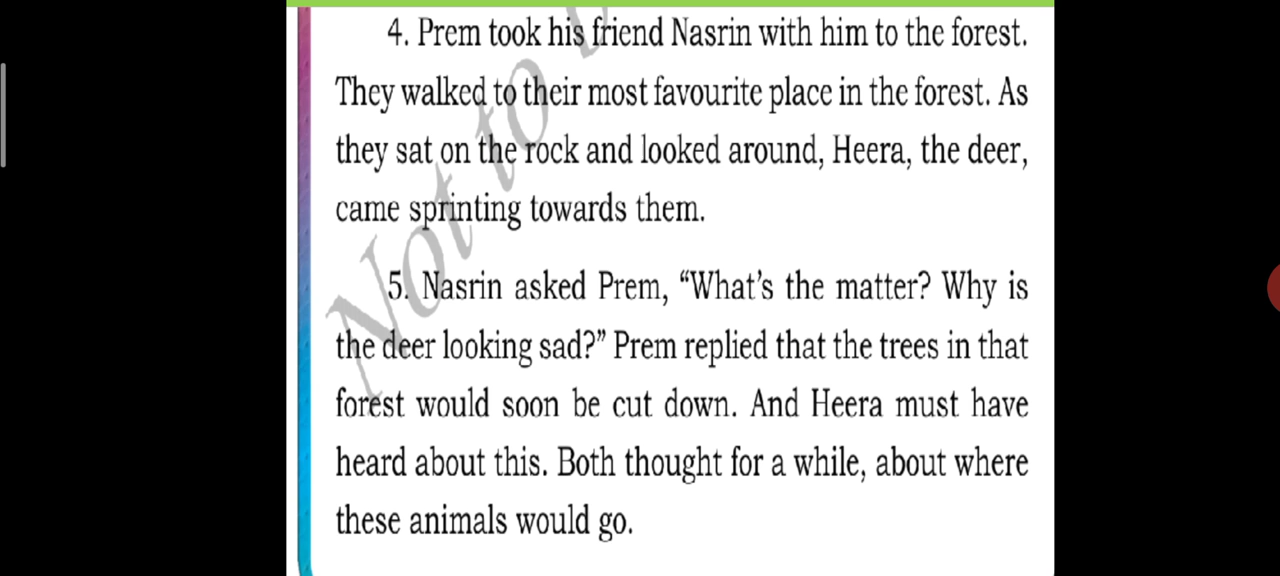 4. Prem took his friend Nasrin with him to the forest.
They walked to their most favourite place in the forest. As
they sat on the rock and looked around, Heera, the deer,
came sprinting towards them.
5. Nasrin asked Prem, “What’s the matter? Why is
the deer looking sad?” Prem replied that the trees in that
forest would soon be cut down. And Heera must have
heard about this. Both thought for a while, about where
these animals would go.
Not to